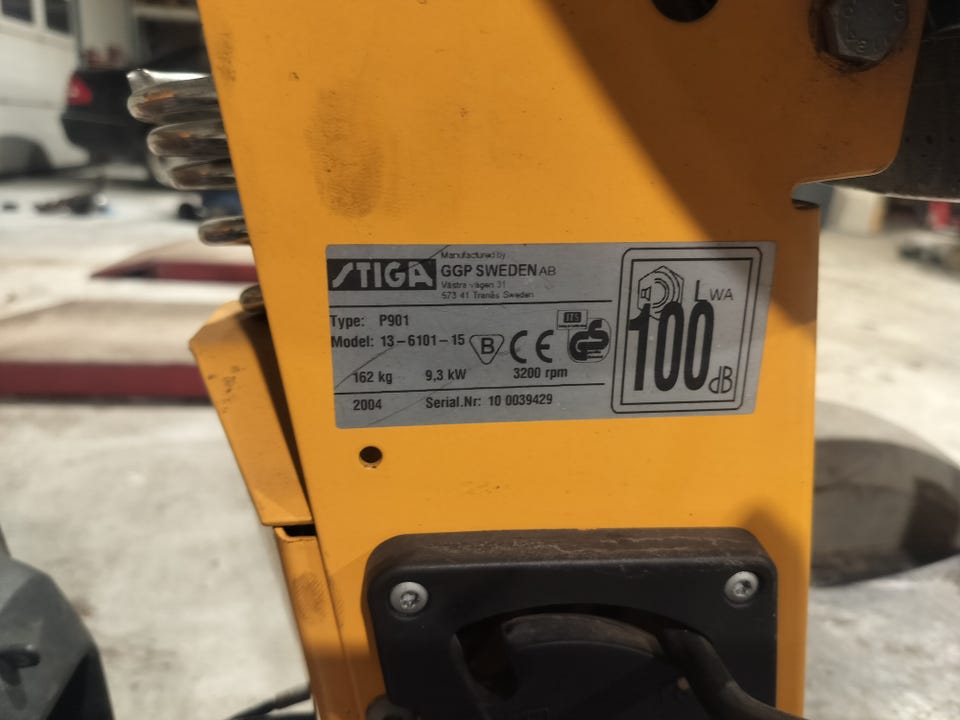 STIGA
Manufactured by
GGP SWEDEN AB
Västra vägen 31
573 41 Tranås Sweden
Type: P901
Model: 13-6101-15
B
CE
GS
162 kg 9,3 kW 3200 rpm
2004 Serial.Nr: 10 0039429
LWA
100 dB